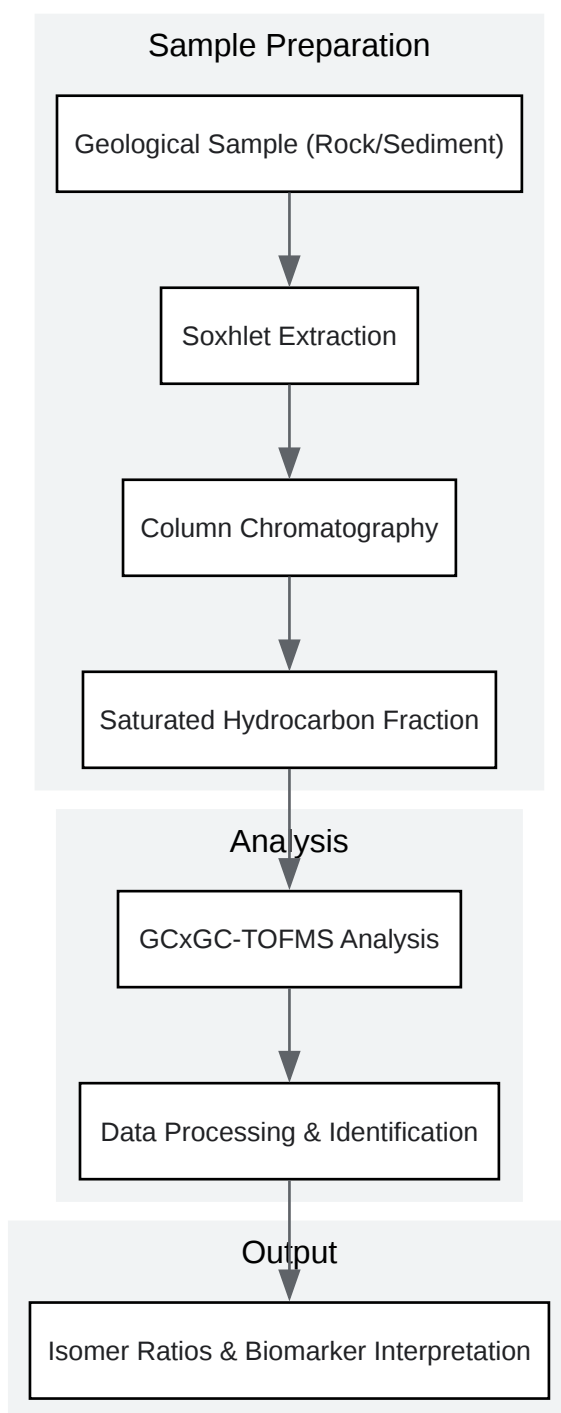 Sample Preparation
Geological Sample (Rock/Sediment)
Soxhlet Extraction
Column Chromatography
Saturated Hydrocarbon Fraction
Analysis
GCxGC-TOFMS Analysis
Data Processing & Identification
Output
Isomer Ratios & Biomarker Interpretation